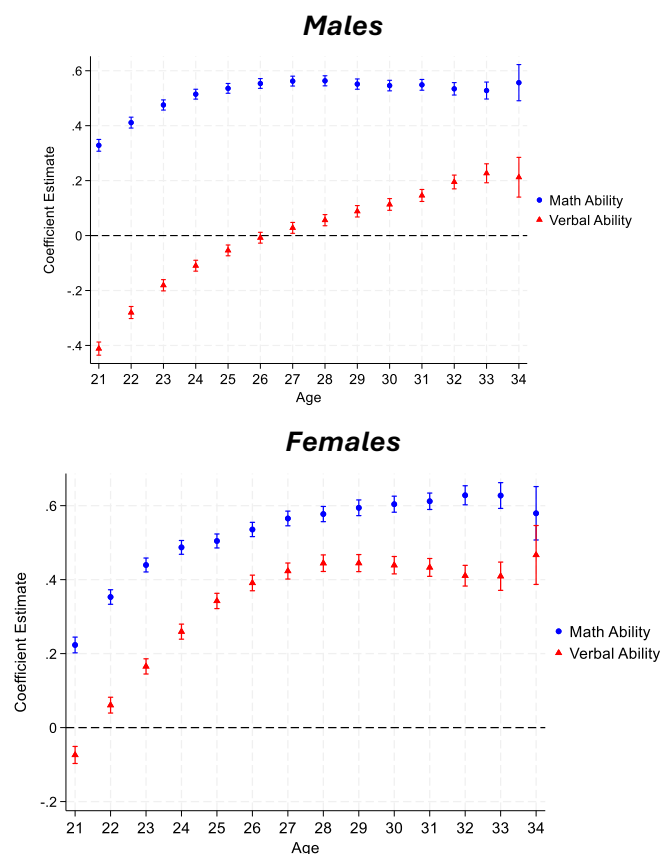 Males
Coefficient Estimate
.6
.4
.2
0
-.2
-.4
21 22 23 24 25 26 27 28 29 30 31 32 33 34
Age
Math Ability
Verbal Ability
Females
Coefficient Estimate
.6
.4
.2
0
-.2
21 22 23 24 25 26 27 28 29 30 31 32 33 34
Age
Math Ability
Verbal Ability